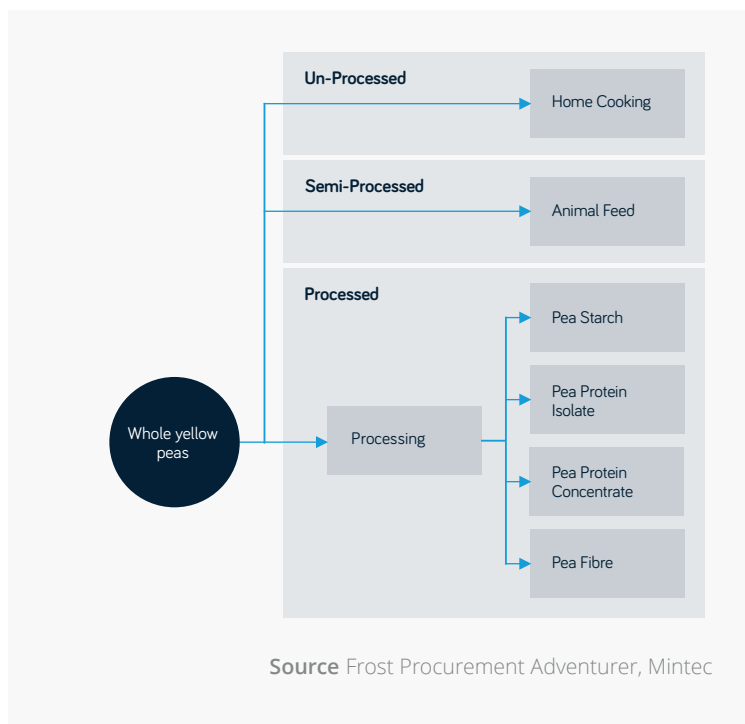 Un-Processed
Home Cooking
Semi-Processed
Animal Feed
Processed
Pea Starch
Pea Protein
Isolate
Whole yellow
peas
Processing
Pea Protein
Concentrate
Pea Fibre
Source Frost Procurement Adventurer, Mintec